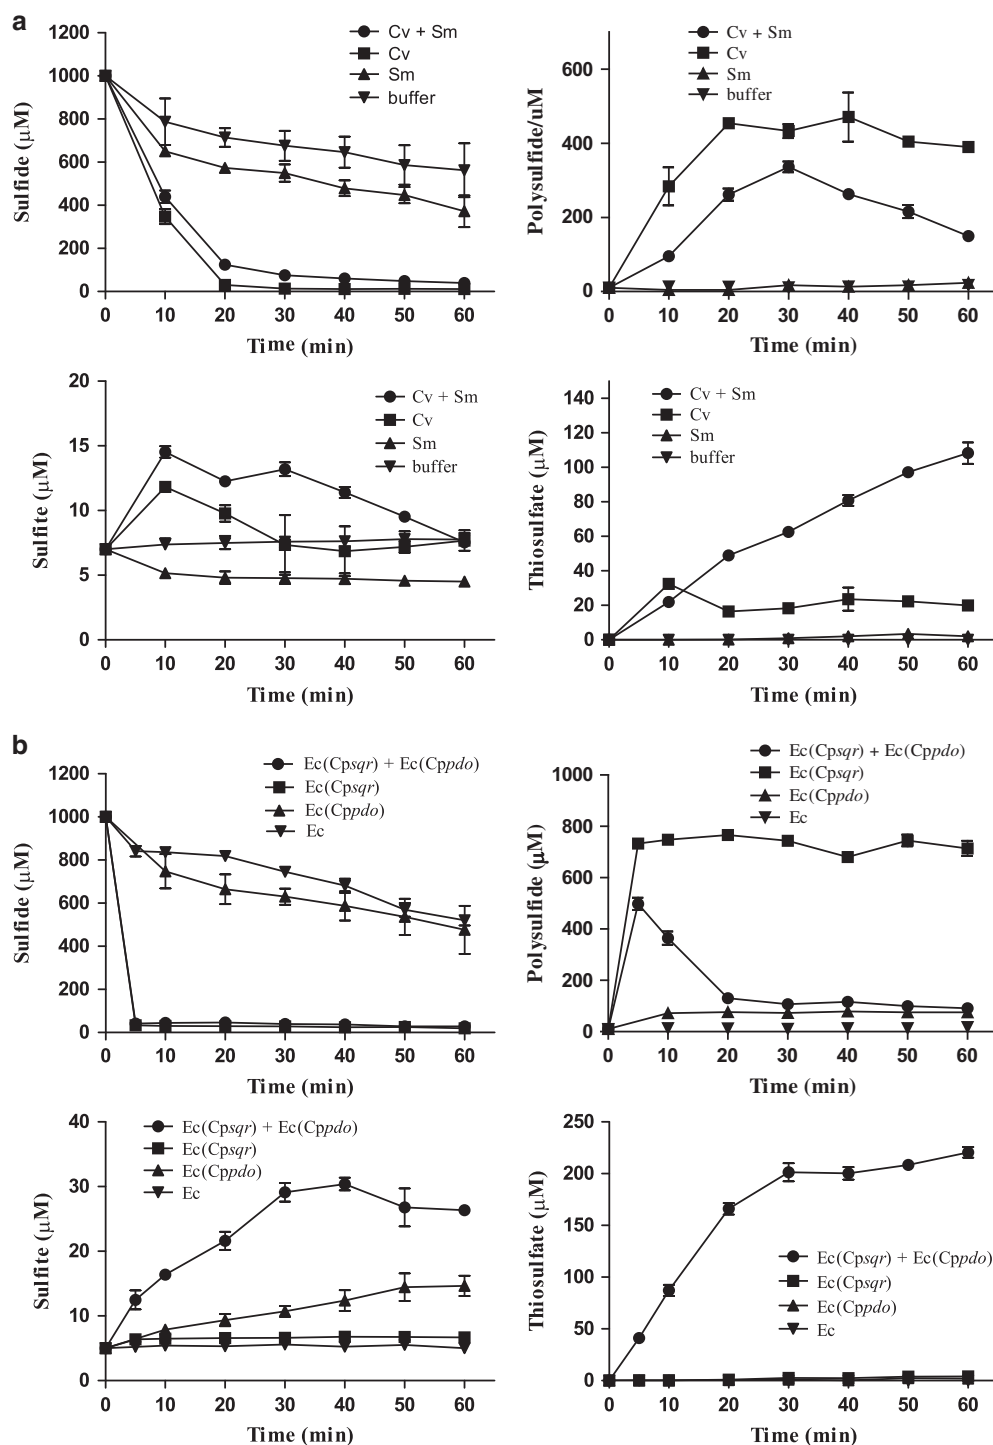 a
1200
1000
800
600
400
200
0
Sulfide (µM)
Cv + Sm
Cv
Sm
buffer
0 10 20 30 40 50 60
Time (min)
600
400
200
0
Polysulfide/uM
Cv + Sm
Cv
Sm
buffer
0 10 20 30 40 50 60
Time (min)
20
15
10
5
0
Sulfite (µM)
Cv + Sm
Cv
Sm
buffer
0 10 20 30 40 50 60
Time (min)
140
120
100
80
60
40
20
0
Thiosulfate (µM)
Cv + Sm
Cv
Sm
buffer
0 10 20 30 40 50 60
Time (min)
b
1200
1000
800
600
400
200
0
Sulfide (µM)
Ec(Cpsqr) + Ec(Cppdo)
Ec(Cpsqr)
Ec(Cppdo)
Ec
0 10 20 30 40 50 60
Time (min)
1000
800
600
400
200
0
Polysulfide (µM)
Ec(Cpsqr) + Ec(Cppdo)
Ec(Cpsqr)
Ec(Cppdo)
Ec
0 10 20 30 40 50 60
Time (min)
40
30
20
10
0
Sulfite (µM)
Ec(Cpsqr) + Ec(Cppdo)
Ec(Cpsqr)
Ec(Cppdo)
Ec
0 10 20 30 40 50 60
Time (min)
250
200
150
100
50
0
Thiosulfate (µM)
Ec(Cpsqr) + Ec(Cppdo)
Ec(Cpsqr)
Ec(Cppdo)
Ec
0 10 20 30 40 50 60
Time (min)